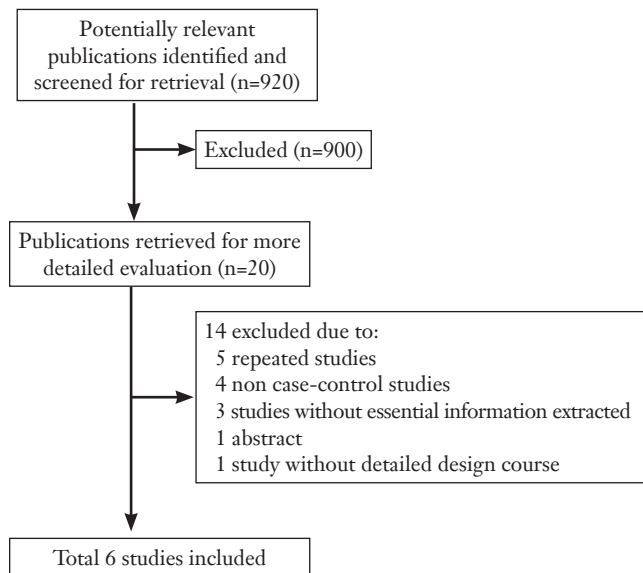 Potentially relevant
publications identified and
screened for retrieval (n=920)
Excluded (n=900)
Publications retrieved for more
detailed evaluation (n=20)
14 excluded due to:
5 repeated studies
4 non case-control studies
3 studies without essential information extracted
1 abstract
1 study without detailed design course
Total 6 studies included